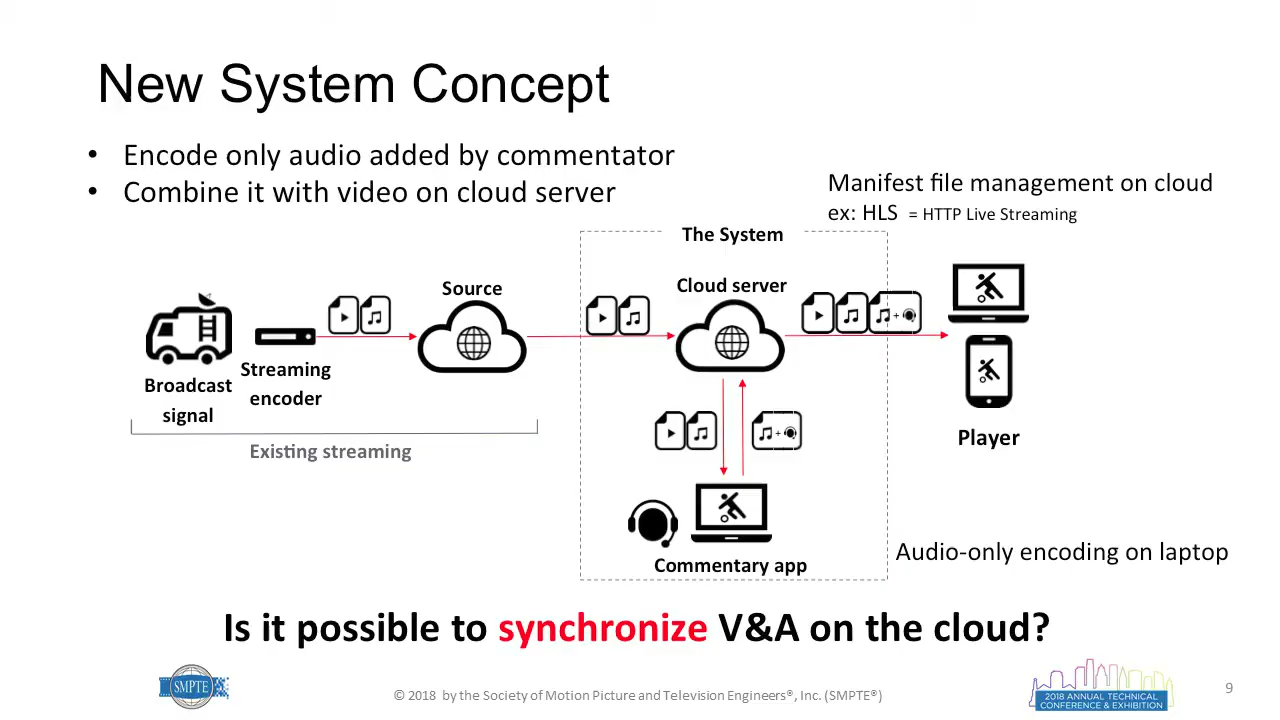 New System Concept
• Encode only audio added by commentator
• Combine it with video on cloud server
Manifest file management on cloud
ex: HLS = HTTP Live Streaming
The System
Cloud server
Source
Streaming
encoder
Broadcast
signal
Existing streaming
Player
Commentary app
Audio-only encoding on laptop
Is it possible to synchronize V&A on the cloud?
SMPTE
© 2018 by the Society of Motion Picture and Television Engineers®, Inc. (SMPTE®)
2018 ANNUAL TECHNICAL
CONFERENCE & EXHIBITION
9